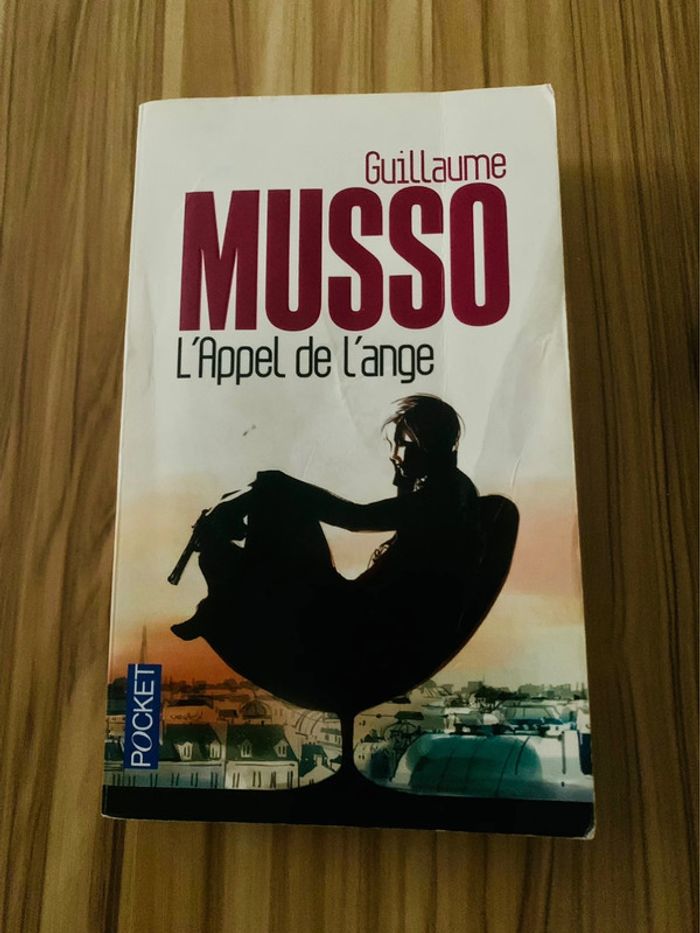 Guillaume
MUSSO
L'Appel de l'ange
POCKET